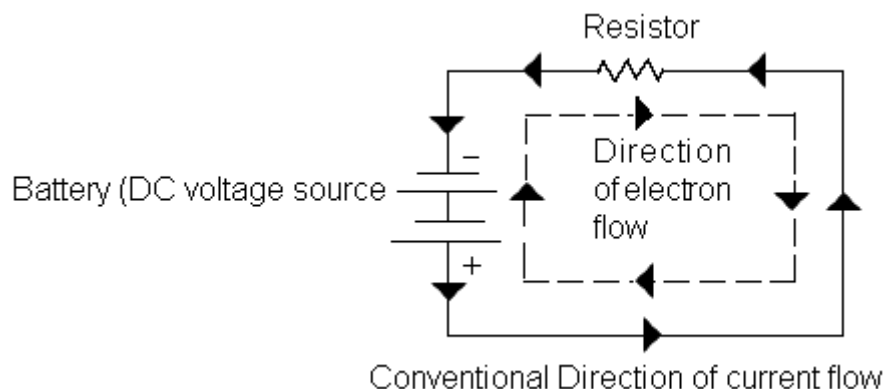 Resistor
−
Direction
of electron
flow
Battery (DC voltage source
+
Conventional Direction of current flow